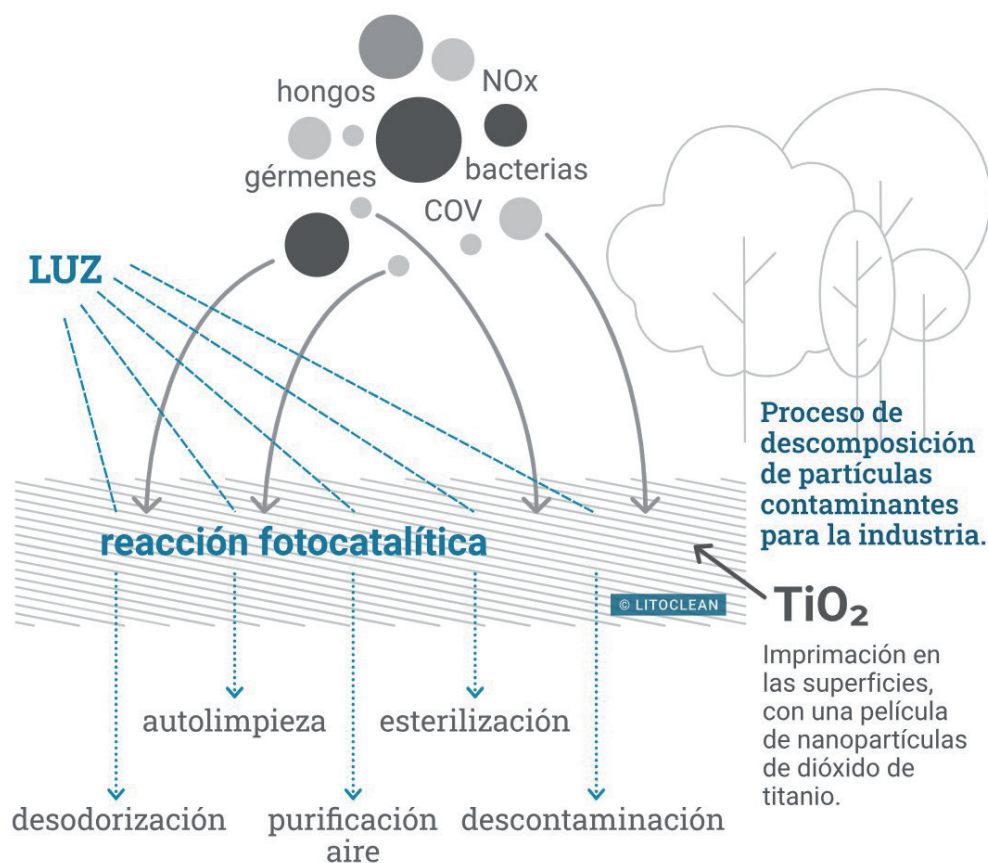 hongos
NOx
gérmenes
bacterias
COV
LUZ
Proceso de
descomposición
de partículas
contaminantes
para la industria.
reacción fotocatalítica
© LITOCLEAN
TiO₂
Imprimación en
las superficies,
con una película
de nanopartículas
de dióxido de
titanio.
autolimpieza
esterilización
desodorización
purificación
aire
descontaminación